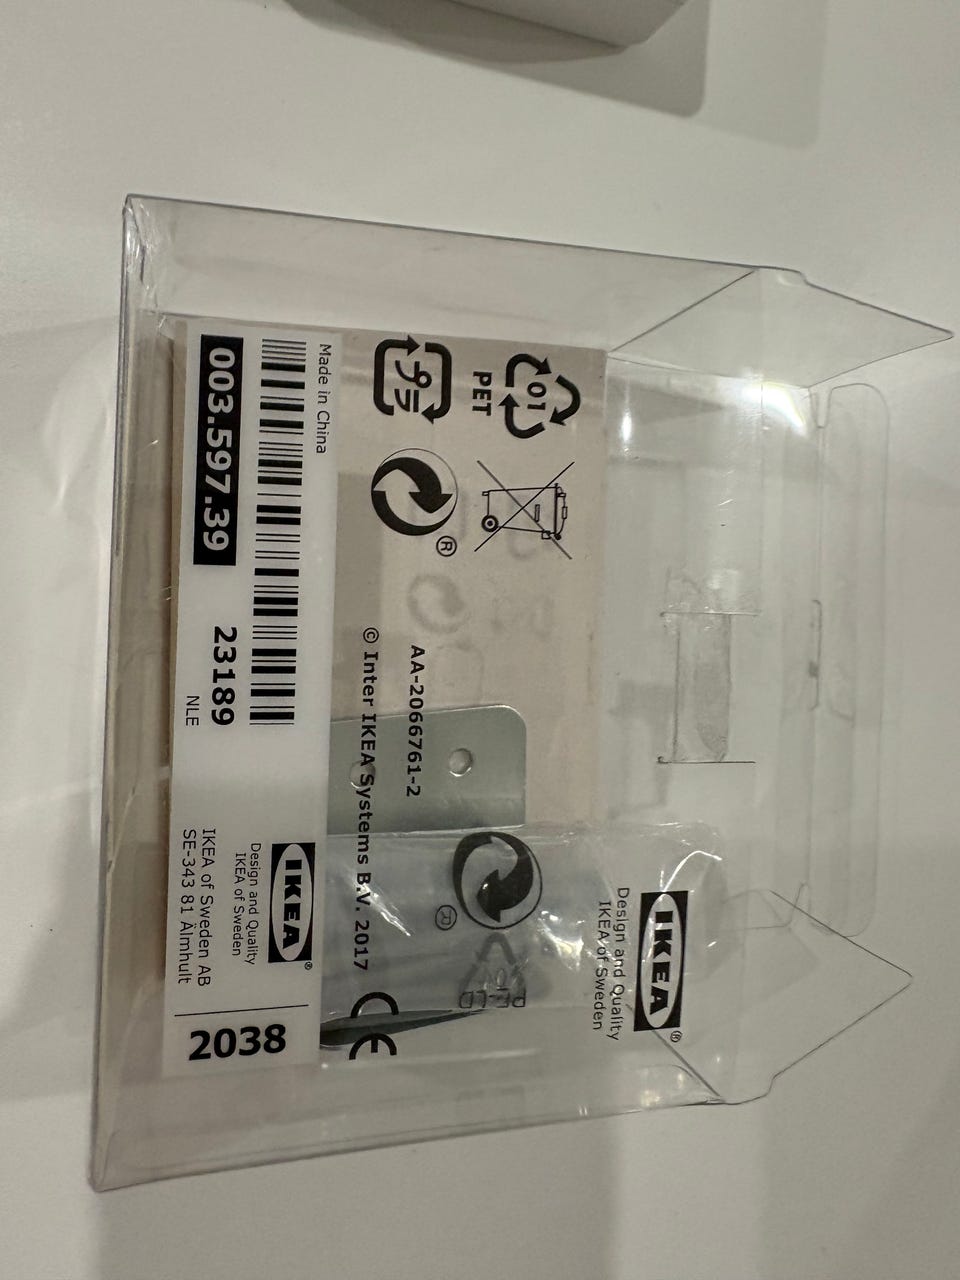 01
PET
プラ
®
AA-2066761-2
© Inter IKEA Systems B.V. 2017
CE
Made in China
003.597.39
23189
NLE
IKEA®
Design and Quality
IKEA of Sweden
IKEA of Sweden AB
SE-343 81 Älmhult
2038
®
IKEA®
Design and Quality
IKEA of Sweden